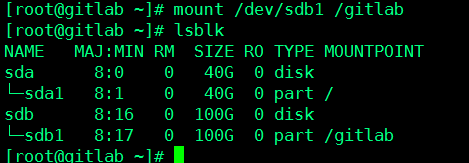 [root@gitlab ~]# mount /dev/sdb1 /gitlab
[root@gitlab ~]# lsblk
NAME   MAJ:MIN RM  SIZE RO TYPE MOUNTPOINT
sda      8:0    0   40G  0 disk
└─sda1   8:1    0   40G  0 part /
sdb      8:16   0  100G  0 disk
└─sdb1   8:17   0  100G  0 part /gitlab
[root@gitlab ~]#